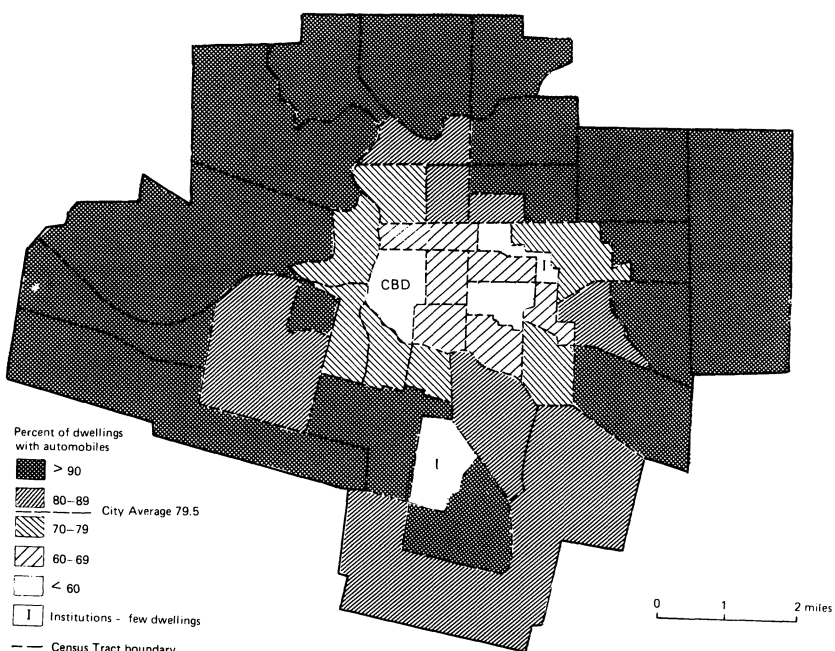 CBD
I
I
Percent of dwellings
with automobiles
> 90
80–89
City Average 79.5
70–79
60–69
< 60
I Institutions - few dwellings
Census Tract boundary
0 1 2 miles